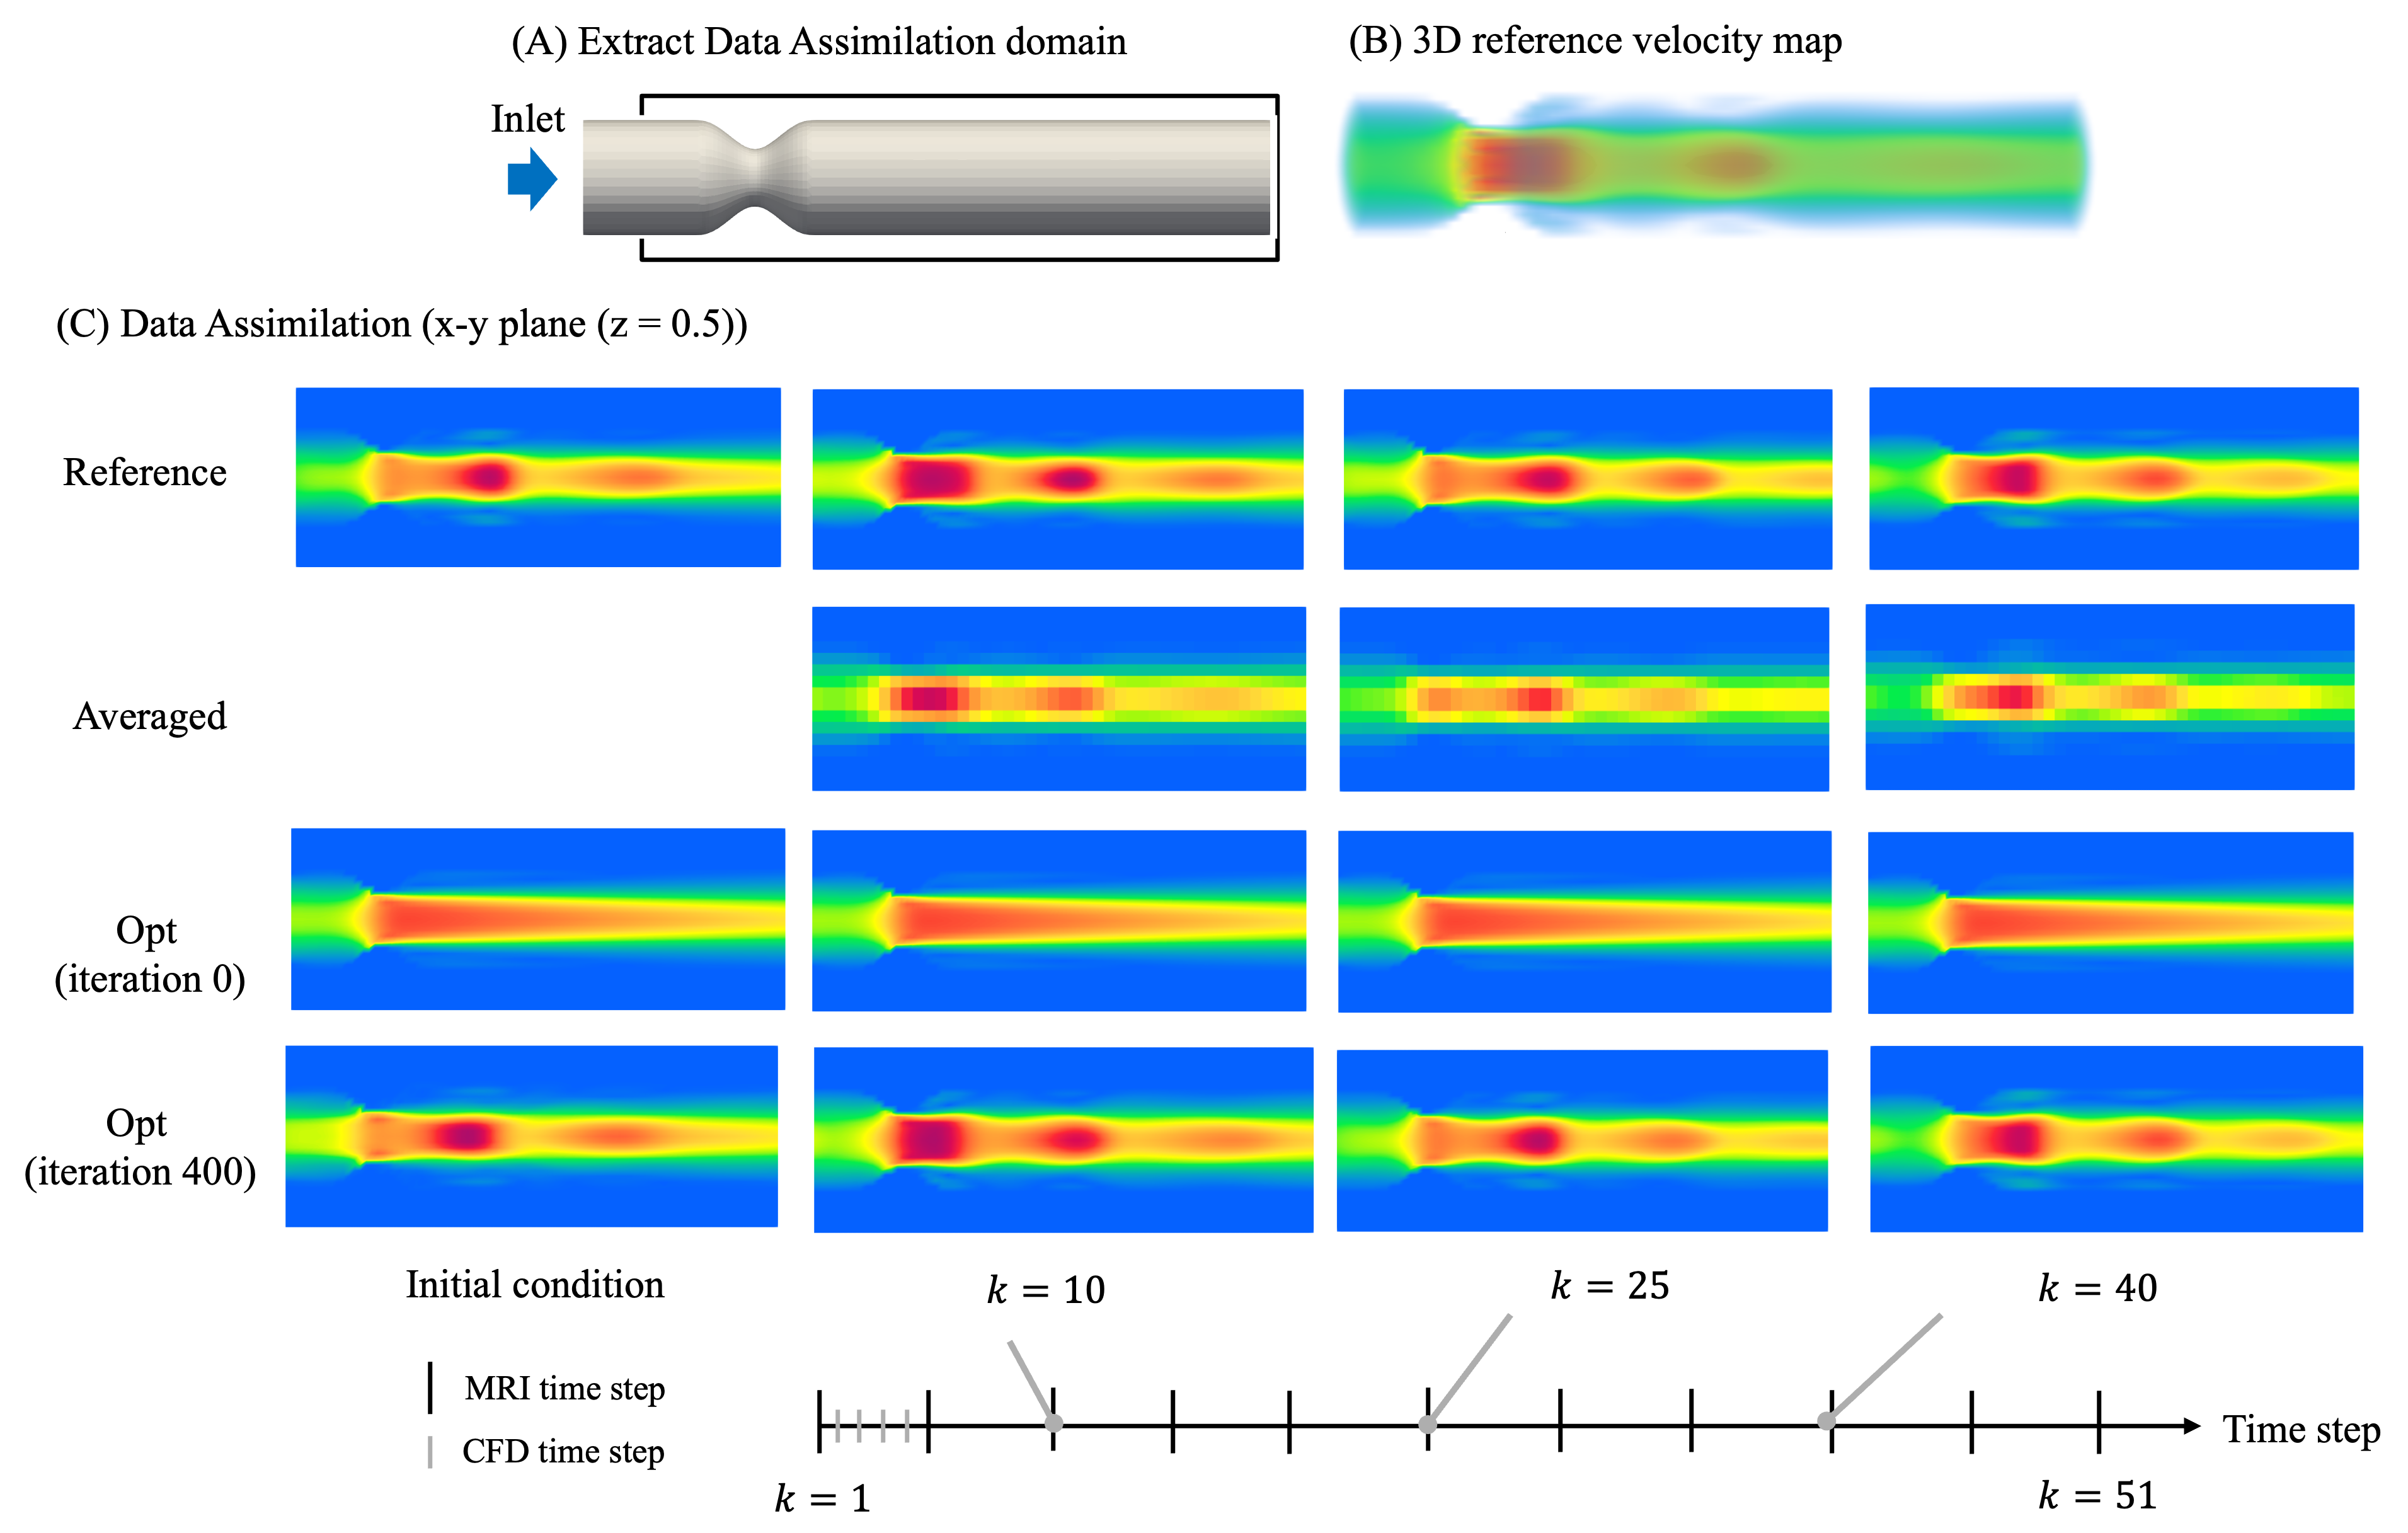 (A) Extract Data Assimilation domain
(B) 3D reference velocity map
Inlet
(C) Data Assimilation (x-y plane (z = 0.5))
Reference
Averaged
Opt
(iteration 0)
Opt
(iteration 400)
Initial condition
k = 10
k = 25
k = 40
MRI time step
CFD time step
Time step
k = 1
k = 51